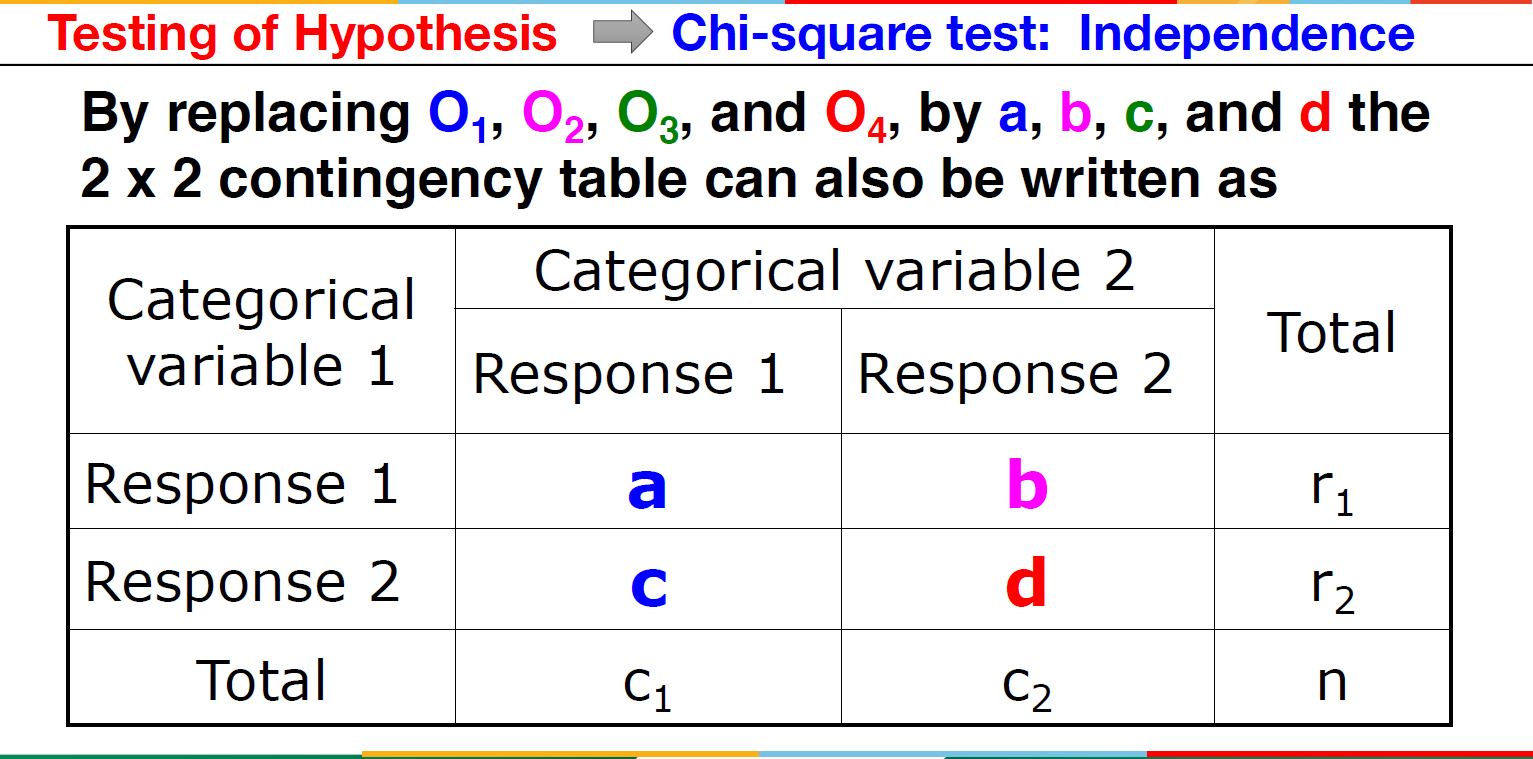 Testing of Hypothesis Chi-square test: Independence
By replacing O₁, O₂, O₃, and O₄, by a, b, c, and d the
2 x 2 contingency table can also be written as
Categorical
variable 1
Categorical variable 2
Total
Response 1 Response 2
Response 1 a b r₁
Response 2 c d r₂
Total c₁ c₂ n